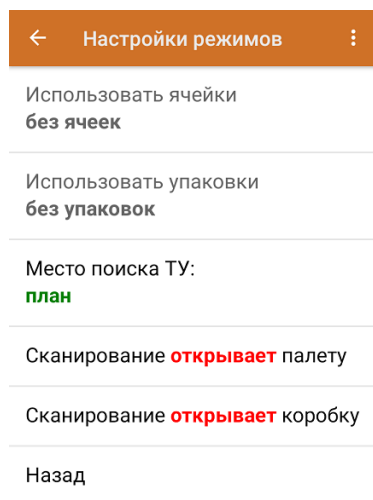 Настройки режимов
Использовать ячейки
без ячеек
Использовать упаковки
без упаковок
Место поиска ТУ:
план
Сканирование открывает палету
Сканирование открывает коробку
Назад